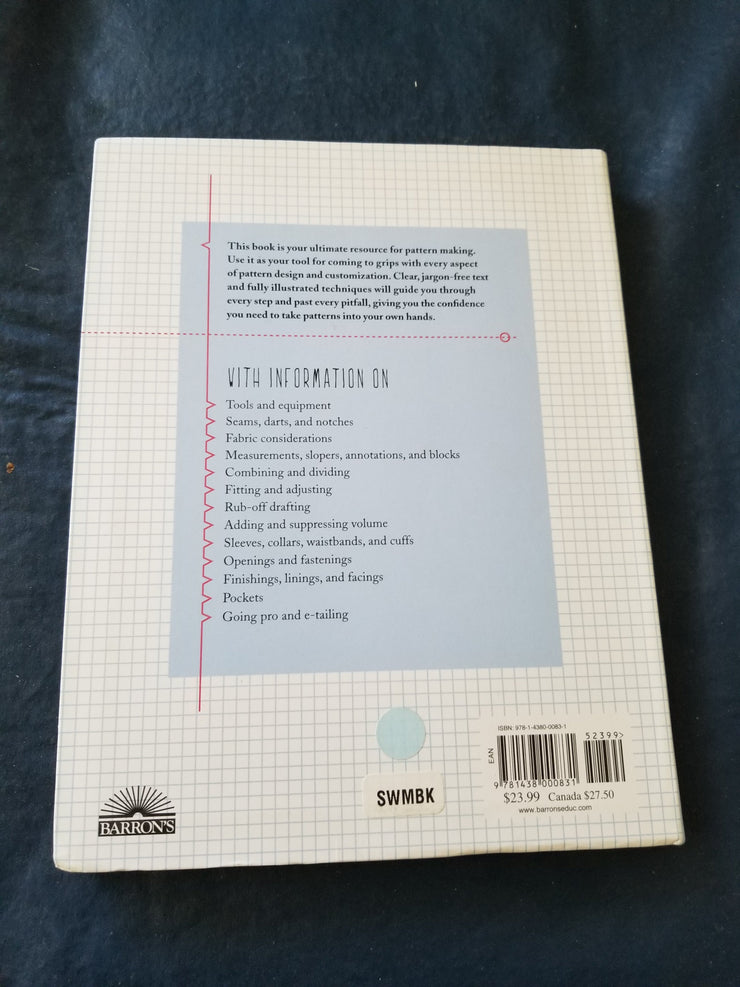 This book is your ultimate resource for pattern making.
Use it as your tool for coming to grips with every aspect
of pattern design and customization. Clear, jargon-free text
and fully illustrated techniques will guide you through
every step and past every pitfall, giving you the confidence
you need to take patterns into your own hands.
WITH INFORMATION ON
Tools and equipment
Seams, darts, and notches
Fabric considerations
Measurements, slopers, annotations, and blocks
Combining and dividing
Fitting and adjusting
Rub-off drafting
Adding and suppressing volume
Sleeves, collars, waistbands, and cuffs
Openings and fastenings
Finishings, linings, and facings
Pockets
Going pro and e-tailing
BARRON'S
SWMBK
ISBN: 978-1-4380-0083-1
EAN
52399>
9 781438 000831
$23.99 Canada $27.50
www.barronseduc.com